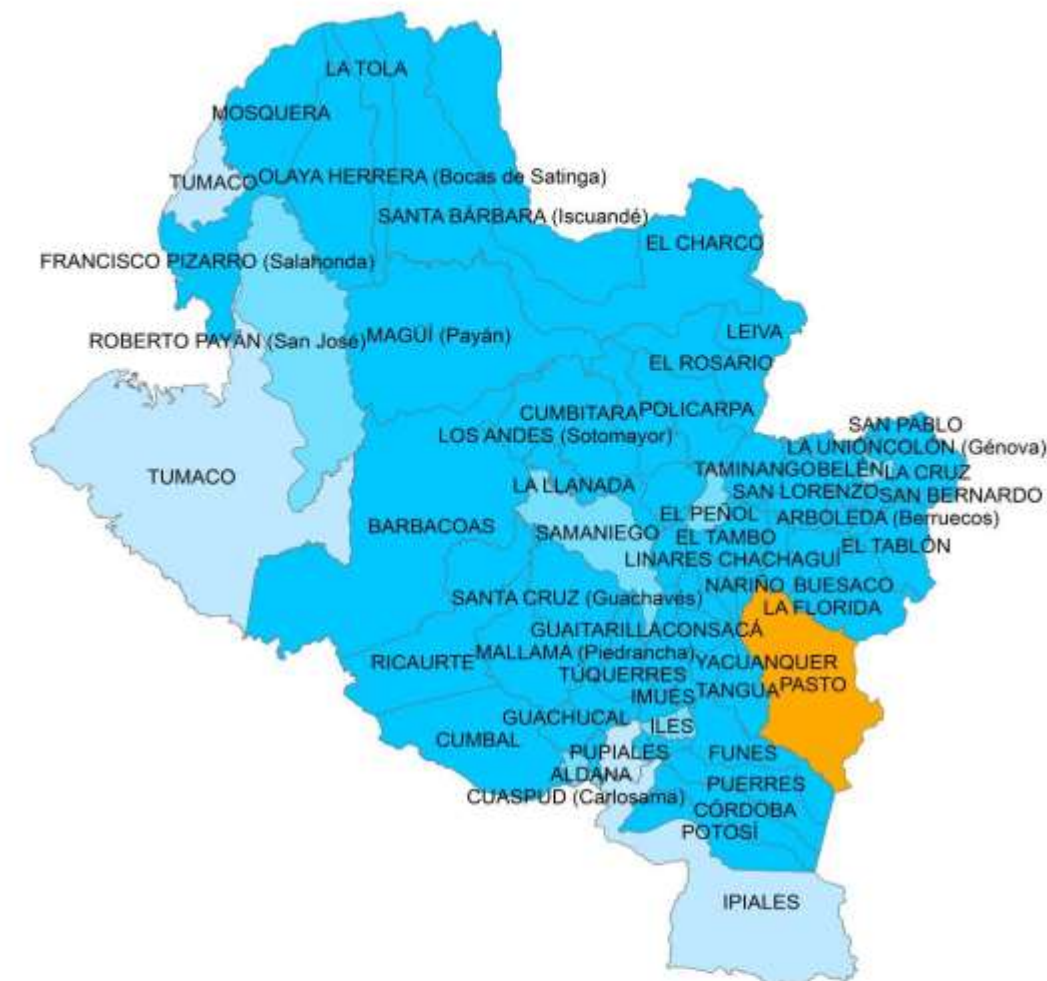 LA TOLA
MOSQUERA
TUMACO
OLAYA HERRERA (Bocas de Satinga)
SANTA BÁRBARA (Iscuandé)
EL CHARCO
FRANCISCO PIZARRO (Salahonda)
ROBERTO PAYÁN (San José)
MAGÜÍ (Payán)
LEIVA
EL ROSARIO
CUMBITARA
POLICARPA
LOS ANDES (Sotomayor)
SAN PABLO
LA UNIÓN
COLÓN (Génova)
TUMACO
LA LLANADA
TAMINANGO
BELÉN
LA CRUZ
SAN LORENZO
SAN BERNARDO
BARBACOAS
SAMANIEGO
EL PEÑOL
ARBOLEDA (Berruecos)
EL TAMBO
EL TABLÓN
LINARES
CHACHAGUÍ
NARIÑO
BUESACO
SANTA CRUZ (Guachavés)
LA FLORIDA
GUAITARILLA
CONSACÁ
RICAURTE
MALLAMA (Piedrancha)
YACUANQUER
TÚQUERRES
PASTO
IMUÉS
TANGUA
GUACHUCAL
ILES
CUMBAL
PUPIALES
FUNES
ALDANA
PUERRES
CUASPUD (Carlosama)
CÓRDOBA
POTOSÍ
IPIALES